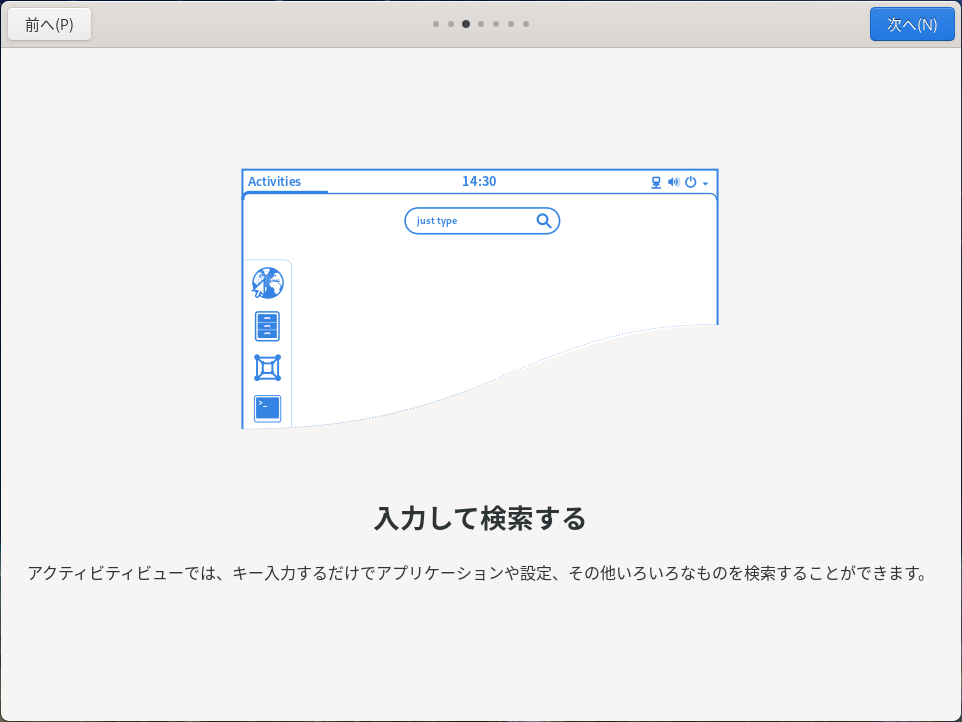 前へ(P)
次へ(N)
Activities
14:30
just type
入力して検索する
アクティビティビューでは、キー入力するだけでアプリケーションや設定、その他いろいろなものを検索することができます。